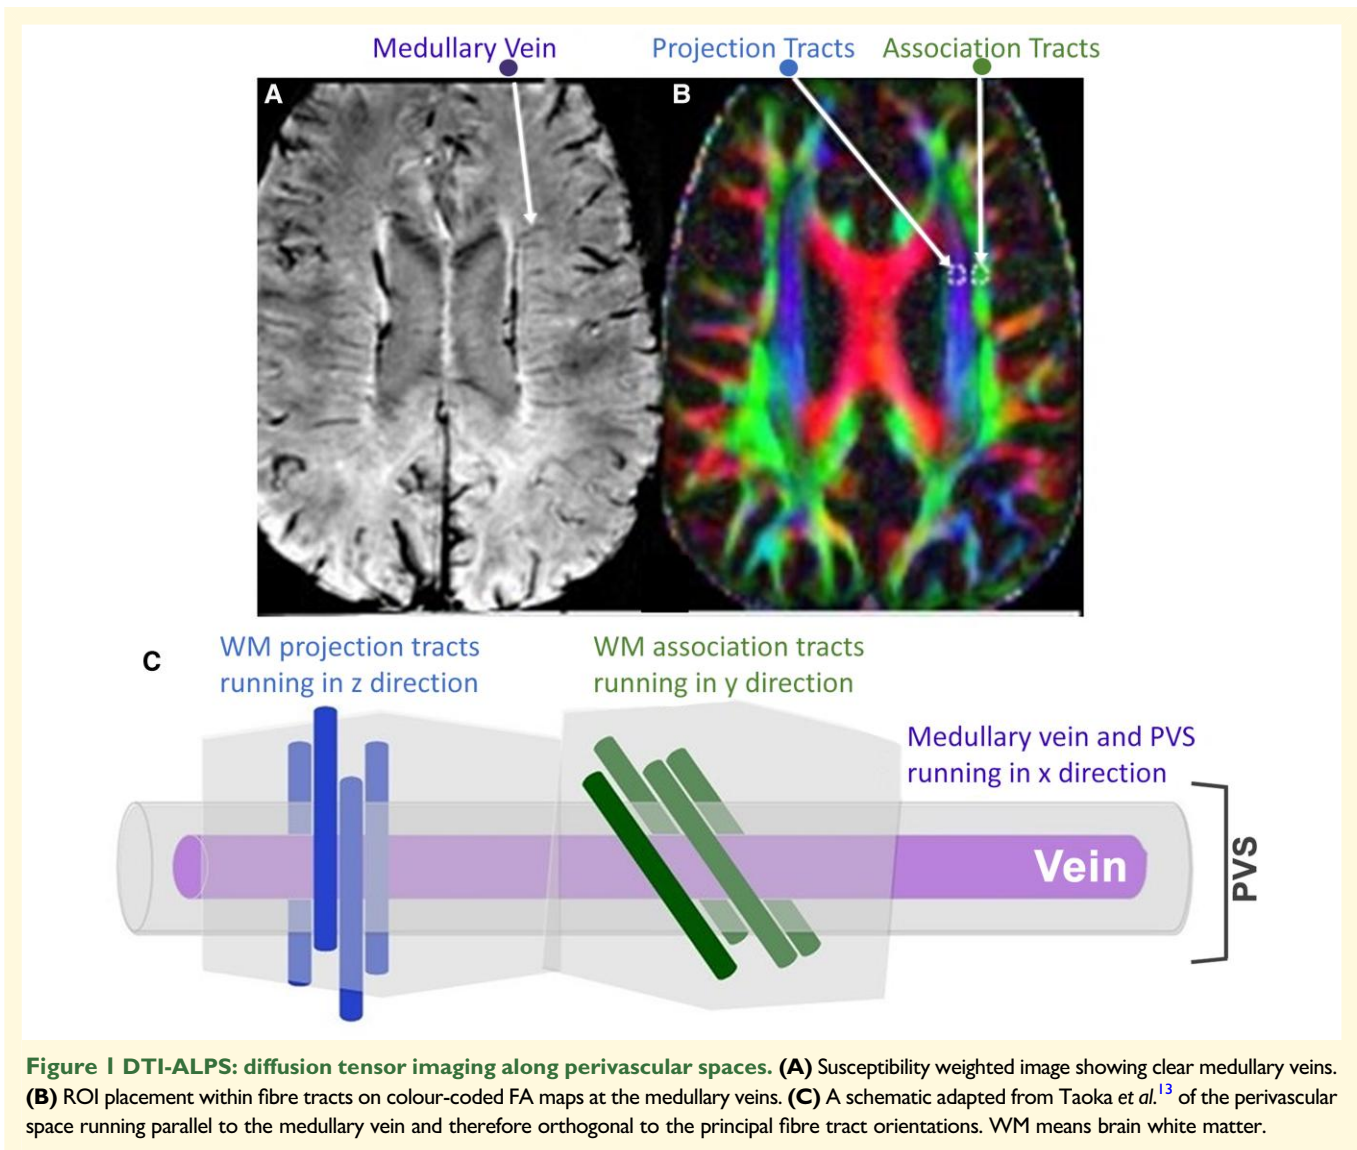 Medullary Vein
Projection Tracts
Association Tracts
A
B
C
WM projection tracts
running in z direction
WM association tracts
running in y direction
Medullary vein and PVS
running in x direction
Vein
PVS
Figure 1 DTI-ALPS: diffusion tensor imaging along perivascular spaces. (A) Susceptibility weighted image showing clear medullary veins.
(B) ROI placement within fibre tracts on colour-coded FA maps at the medullary veins. (C) A schematic adapted from Taoka et al.13 of the perivascular
space running parallel to the medullary vein and therefore orthogonal to the principal fibre tract orientations. WM means brain white matter.